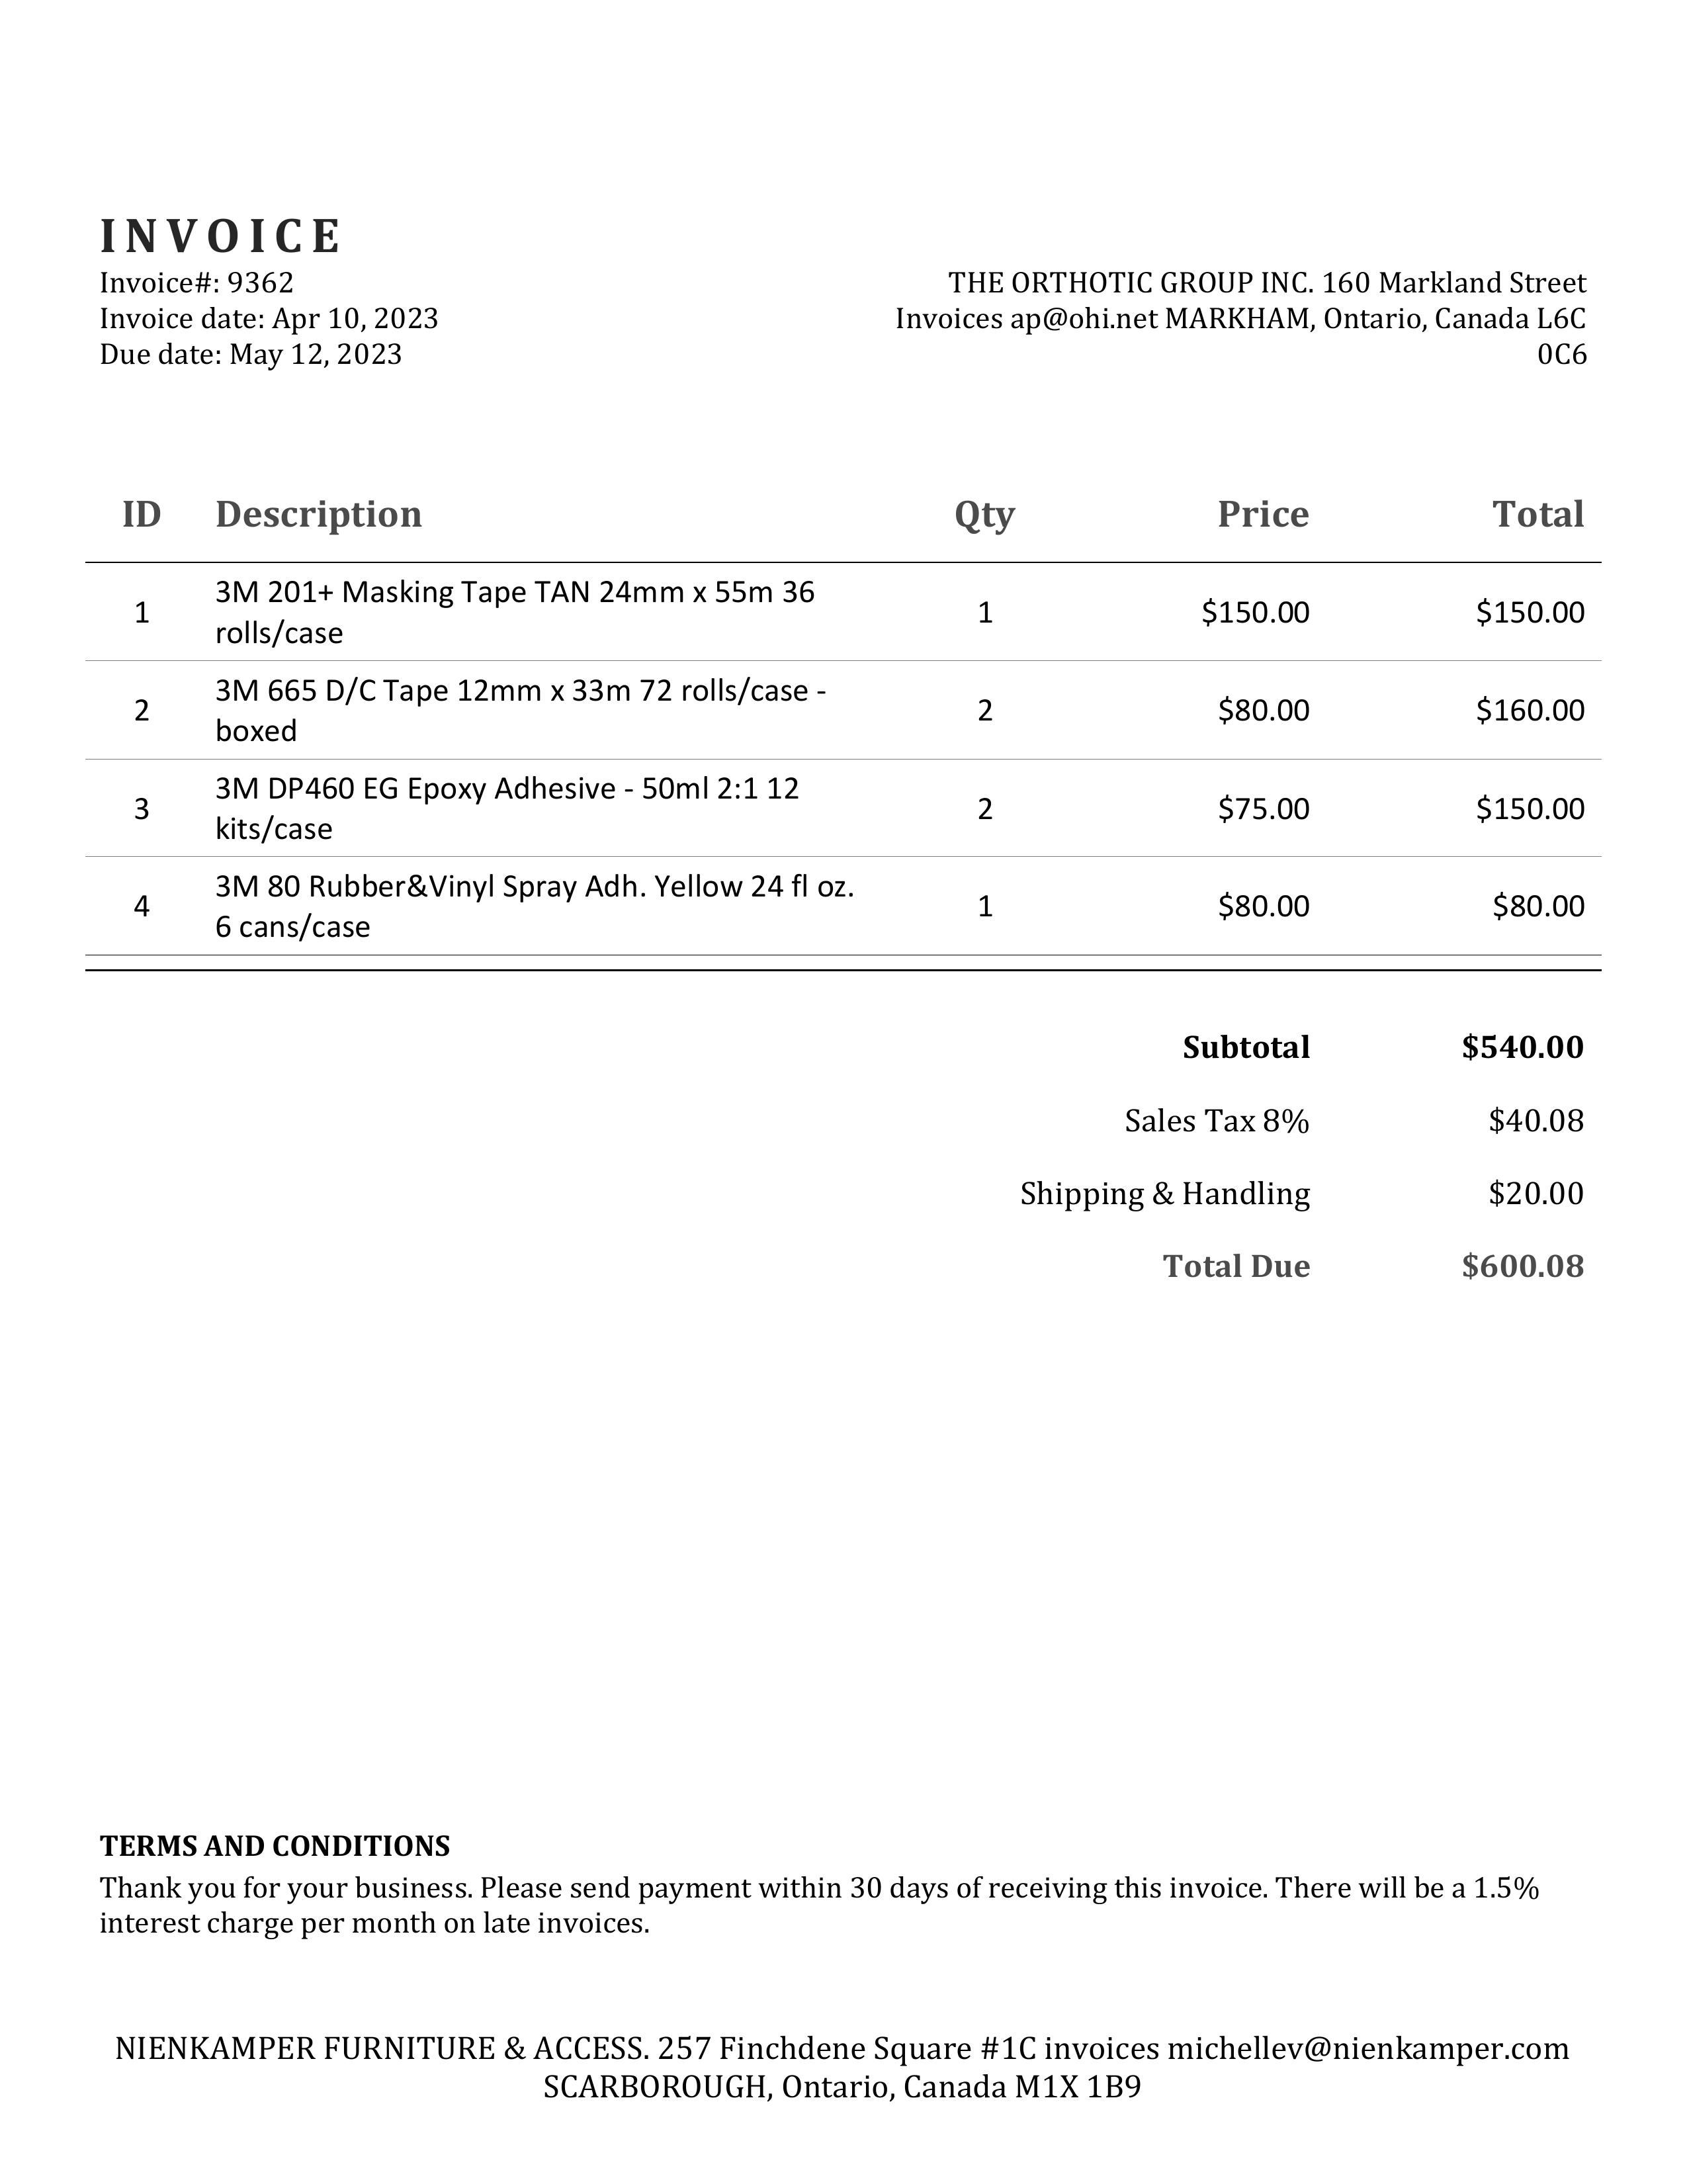 INVOICE
Invoice#: 9362
Invoice date: Apr 10, 2023
Due date: May 12, 2023
THE ORTHOTIC GROUP INC. 160 Markland Street
Invoices ap@ohi.net MARKHAM, Ontario, Canada L6C
0C6
ID Description Qty Price Total
1 3M 201+ Masking Tape TAN 24mm x 55m 36
rolls/case 1 $150.00 $150.00
2 3M 665 D/C Tape 12mm x 33m 72 rolls/case -
boxed 2 $80.00 $160.00
3 3M DP460 EG Epoxy Adhesive - 50ml 2:1 12
kits/case 2 $75.00 $150.00
4 3M 80 Rubber&Vinyl Spray Adh. Yellow 24 fl oz.
6 cans/case 1 $80.00 $80.00
Subtotal $540.00
Sales Tax 8% $40.08
Shipping & Handling $20.00
Total Due $600.08
TERMS AND CONDITIONS
Thank you for your business. Please send payment within 30 days of receiving this invoice. There will be a 1.5%
interest charge per month on late invoices.
NIENKAMPER FURNITURE & ACCESS. 257 Finchdene Square #1C invoices michellev@nienkamper.com
SCARBOROUGH, Ontario, Canada M1X 1B9